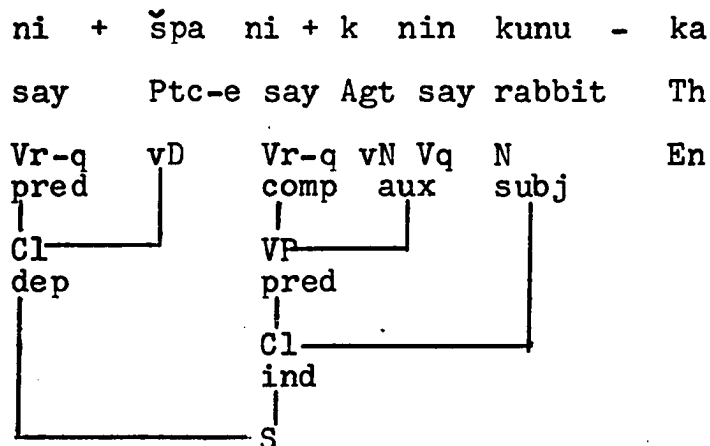 ni + špa ni + k nin kunu - ka
say Ptc-e say Agt say rabbit Th
Vr-q vD Vr-q vN Vq N En
pred comp aux subj
Cl VP
dep pred
Cl
ind
S